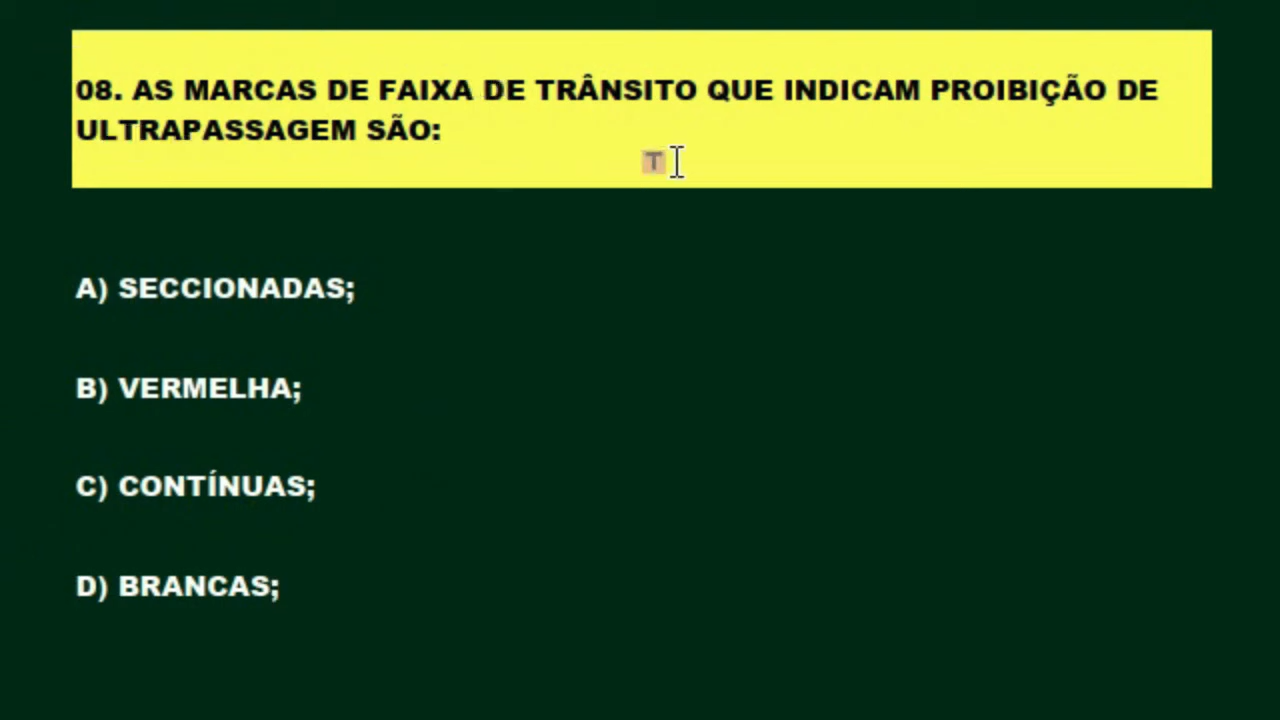 08. AS MARCAS DE FAIXA DE TRÂNSITO QUE INDICAM PROIBIÇÃO DE
ULTRAPASSAGEM SÃO:
T
A) SECCIONADAS;
B) VERMELHA;
C) CONTÍNUAS;
D) BRANCAS;